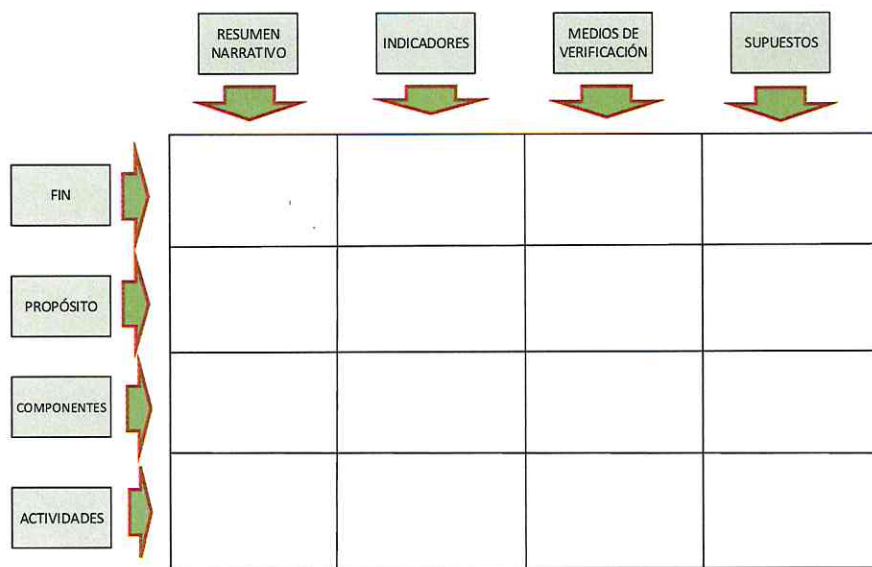 RESUMEN
NARRATIVO
INDICADORES
MEDIOS DE
VERIFICACIÓN
SUPUESTOS
FIN
PROPÓSITO
COMPONENTES
ACTIVIDADES